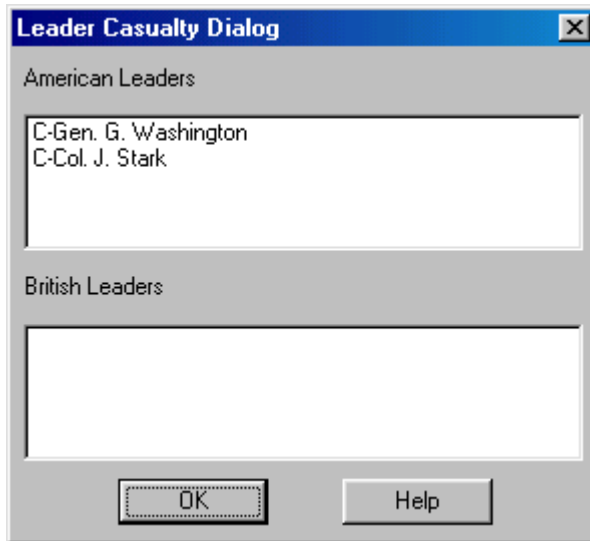 Leader Casualty Dialog
American Leaders
C-Gen. G. Washington
C-Col. J. Stark
British Leaders
OK Help